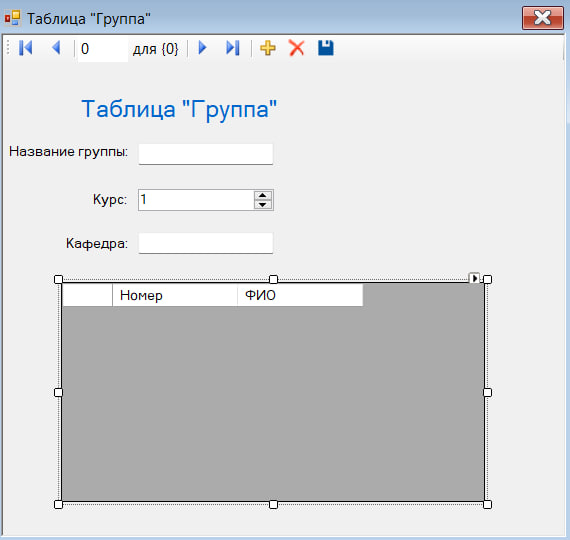 Таблица "Группа"
0 для {0}
Таблица "Группа"
Название группы:
Курс: 1
Кафедра:
Номер ФИО